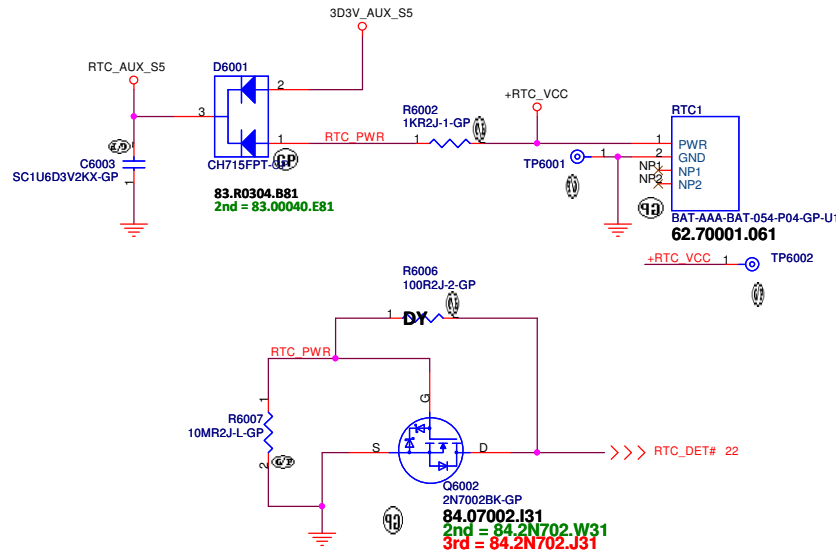 3D3V_AUX_S5
RTC_AUX_S5
D6001
2
3
1
RTC_PWR
CH715FPT-GP
GP
83.R0304.B81
2nd = 83.00040.E81
C6003
SC1U6D3V2KX-GP
1
R6002
1KR2J-1-GP
1
+RTC_VCC
TP6001
1
RTC1
1
2
NP1
NP2
PWR
GND
NP1
NP2
BAT-AAA-BAT-054-P04-GP-U1
62.70001.061
+RTC_VCC
1
TP6002
R6006
100R2J-2-GP
1
DY
RTC_PWR
1
R6007
10MR2J-L-GP
2
G
S
D
Q6002
2N7002BK-GP
84.07002.I31
2nd = 84.2N702.W31
3rd = 84.2N702.J31
RTC_DET# 22